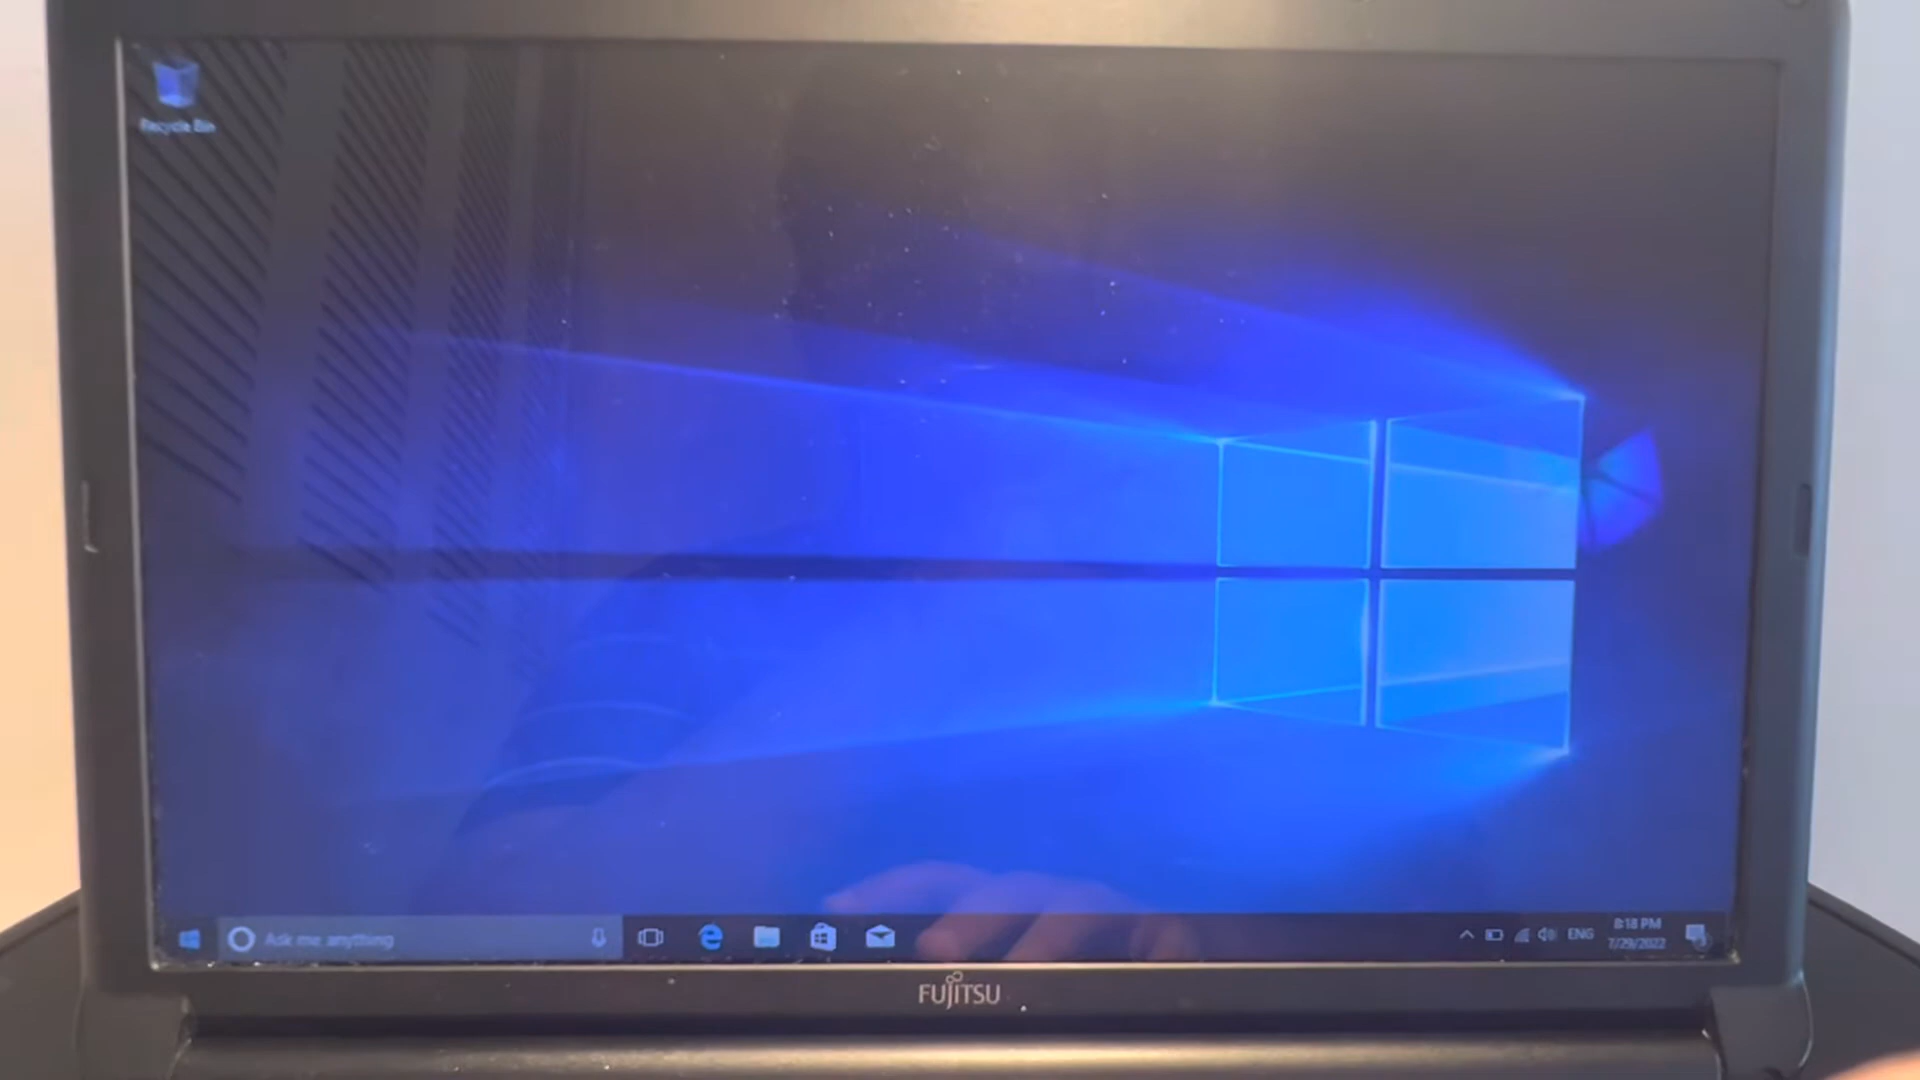 Recycle Bin
Ask me anything
ENG
8:18 PM
7/29/2022
FUJITSU